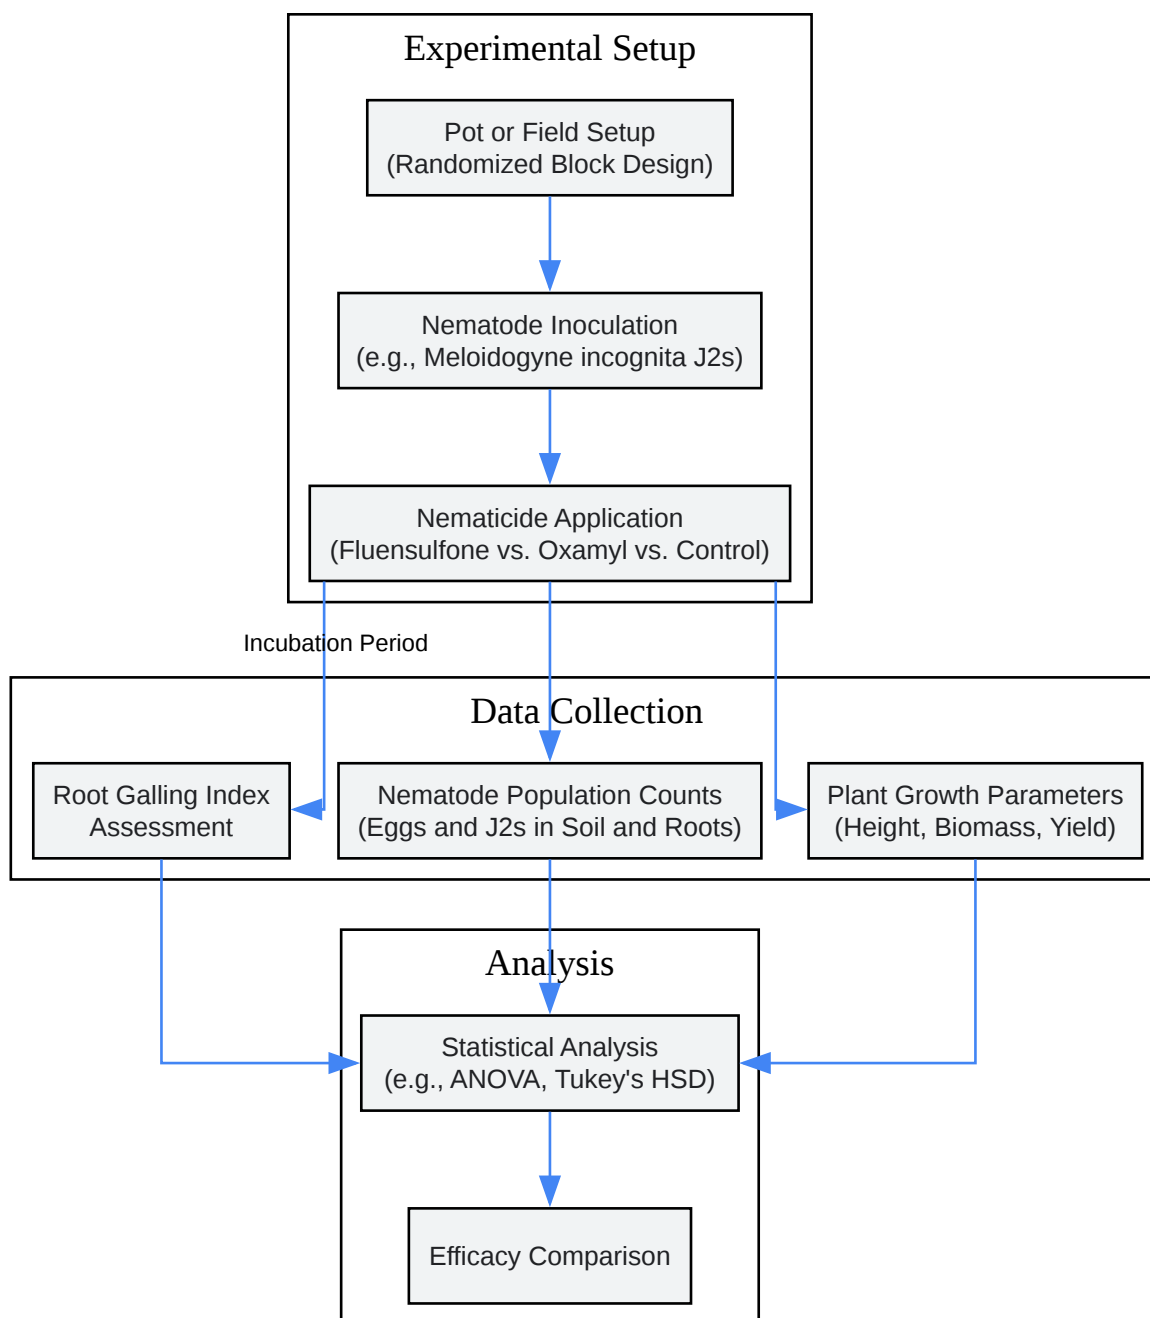 Experimental Setup
Pot or Field Setup
(Randomized Block Design)
Nematode Inoculation
(e.g., Meloidogyne incognita J2s)
Nematicide Application
(Fluensulfone vs. Oxamyl vs. Control)
Incubation Period
Data Collection
Root Galling Index
Assessment
Nematode Population Counts
(Eggs and J2s in Soil and Roots)
Plant Growth Parameters
(Height, Biomass, Yield)
Analysis
Statistical Analysis
(e.g., ANOVA, Tukey's HSD)
Efficacy Comparison